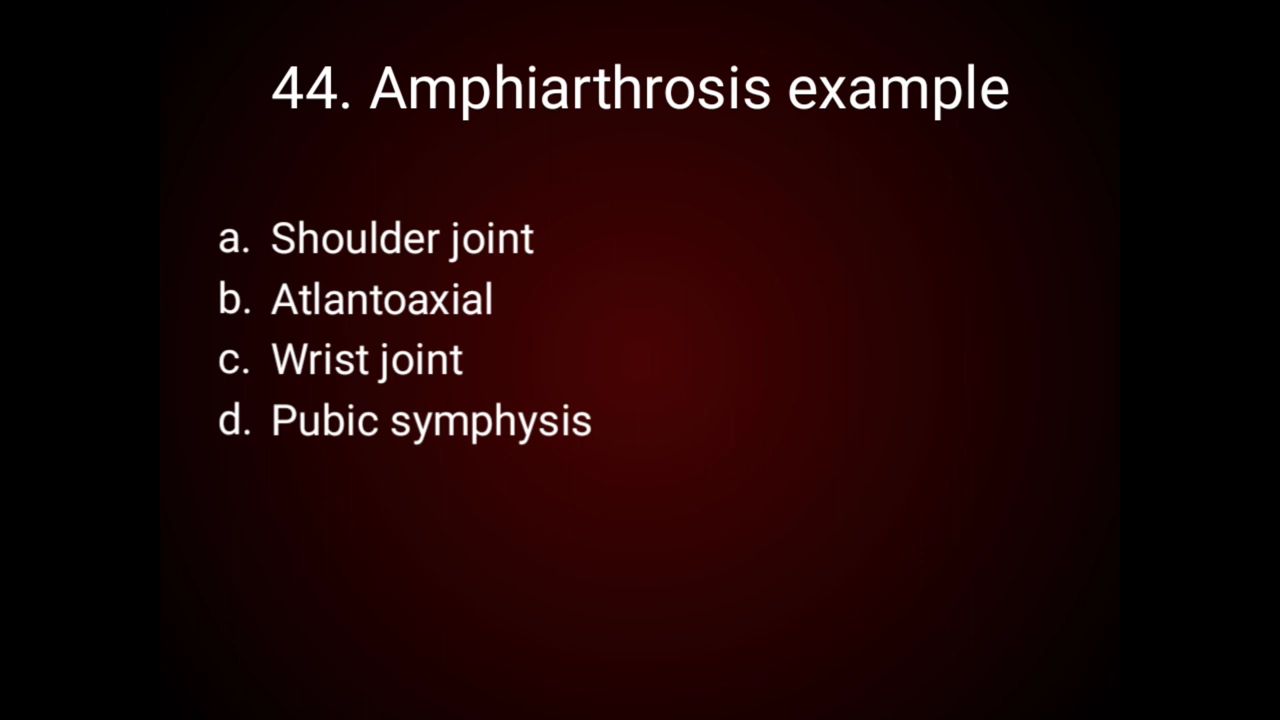 44. Amphiarthrosis example
a. Shoulder joint
b. Atlantoaxial
c. Wrist joint
d. Pubic symphysis